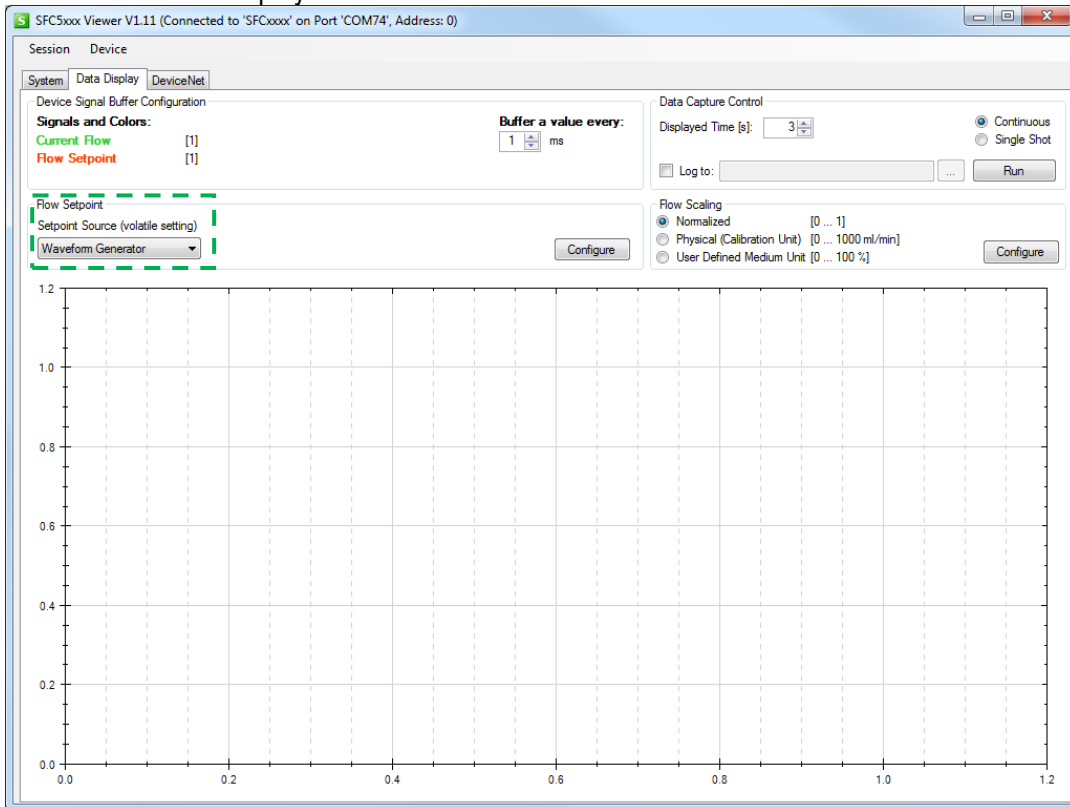 SFC5xxx Viewer V1.11 (Connected to 'SFCxxxx' on Port 'COM74', Address: 0)
Session Device
System Data Display DeviceNet
Device Signal Buffer Configuration
Signals and Colors:
Buffer a value every:
Current Flow [1]
1 ms
Flow Setpoint [1]
Data Capture Control
Displayed Time [s]: 3
Continuous
Single Shot
Log to: ... Run
Flow Setpoint
Setpoint Source (volatile setting)
Waveform Generator
Configure
Flow Scaling
Normalized [0 ... 1]
Physical (Calibration Unit) [0 ... 1000 ml/min]
User Defined Medium Unit [0 ... 100 %]
Configure
1.2
1.0
0.8
0.6
0.4
0.2
0.0
0.0 0.2 0.4 0.6 0.8 1.0 1.2